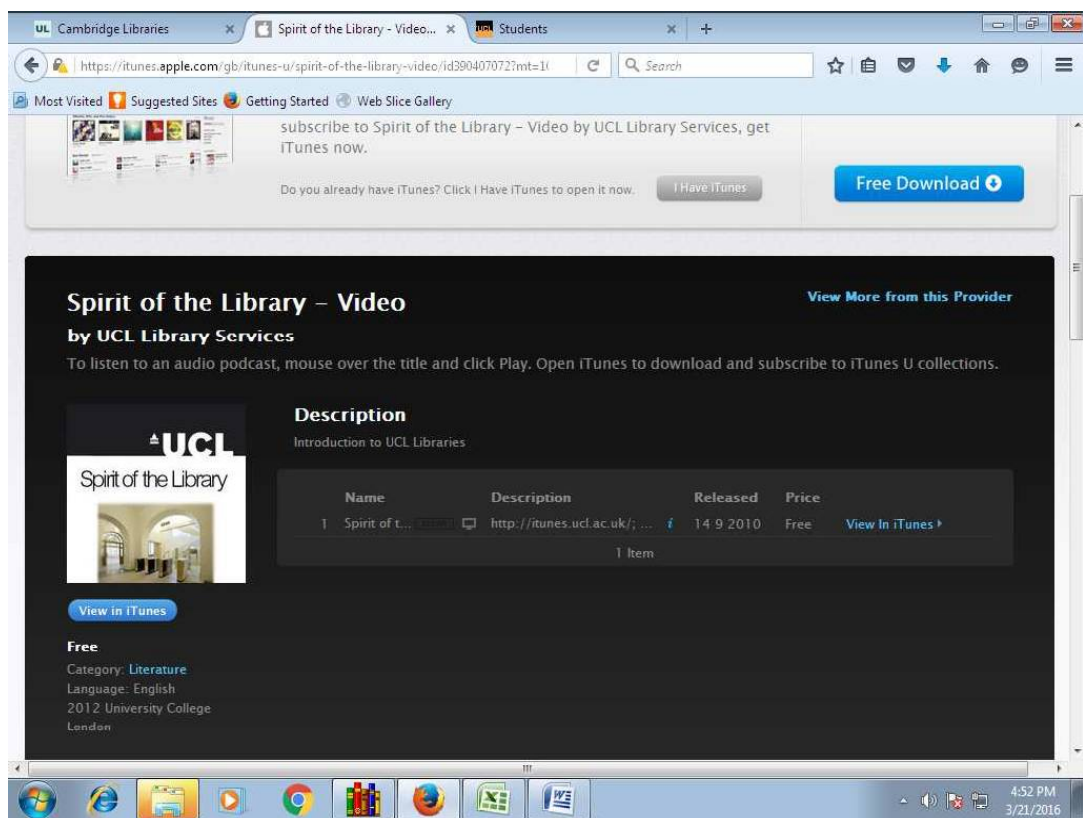 UL Cambridge Libraries
Spirit of the Library - Video...
UCL Students
https://itunes.apple.com/gb/itunes-u/spirit-of-the-library-video/id390407072?mt=1
Search
Most Visited Suggested Sites Getting Started Web Slice Gallery
subscribe to Spirit of the Library – Video by UCL Library Services, get
iTunes now.
Do you already have iTunes? Click I Have iTunes to open it now.
I Have iTunes
Free Download
Spirit of the Library – Video
View More from this Provider
by UCL Library Services
To listen to an audio podcast, mouse over the title and click Play. Open iTunes to download and subscribe to iTunes U collections.
UCL
Spirit of the Library
Description
Introduction to UCL Libraries
Name Description Released Price
1 Spirit of t... http://itunes.ucl.ac.uk/; ... i 14 9 2010 Free View In iTunes
1 Item
View in iTunes
Free
Category: Literature
Language: English
2012 University College
London
4:52 PM
3/21/2016